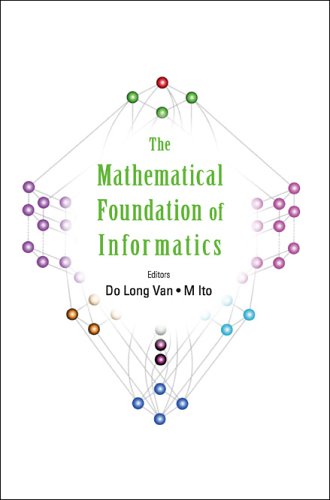 The
Mathematical
Foundation of
Informatics
Editors
Do Long Van • M Ito